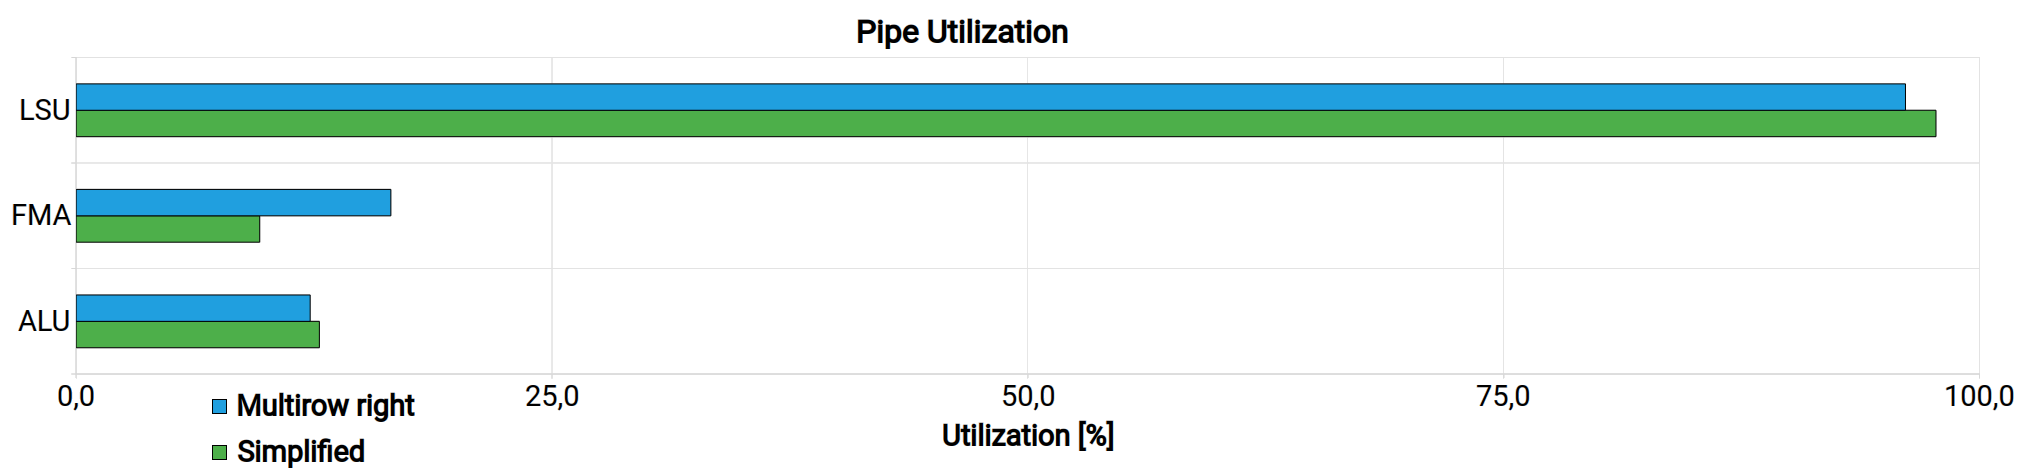 Pipe Utilization
LSU
FMA
ALU
0,0 25,0 50,0 75,0 100,0
Utilization [%]
Multirow right
Simplified